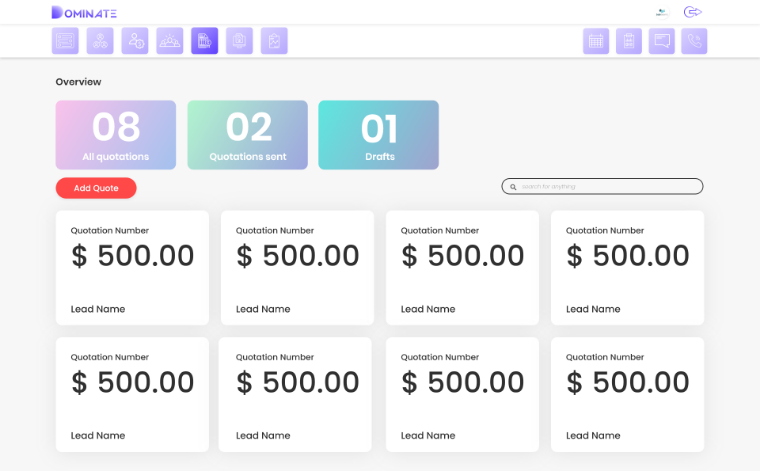 DOMINATE
Overview
08
All quotations
02
Quotations sent
01
Drafts
Add Quote
search for anything
Quotation Number
$ 500.00
Lead Name
Quotation Number
$ 500.00
Lead Name
Quotation Number
$ 500.00
Lead Name
Quotation Number
$ 500.00
Lead Name
Quotation Number
$ 500.00
Lead Name
Quotation Number
$ 500.00
Lead Name
Quotation Number
$ 500.00
Lead Name
Quotation Number
$ 500.00
Lead Name